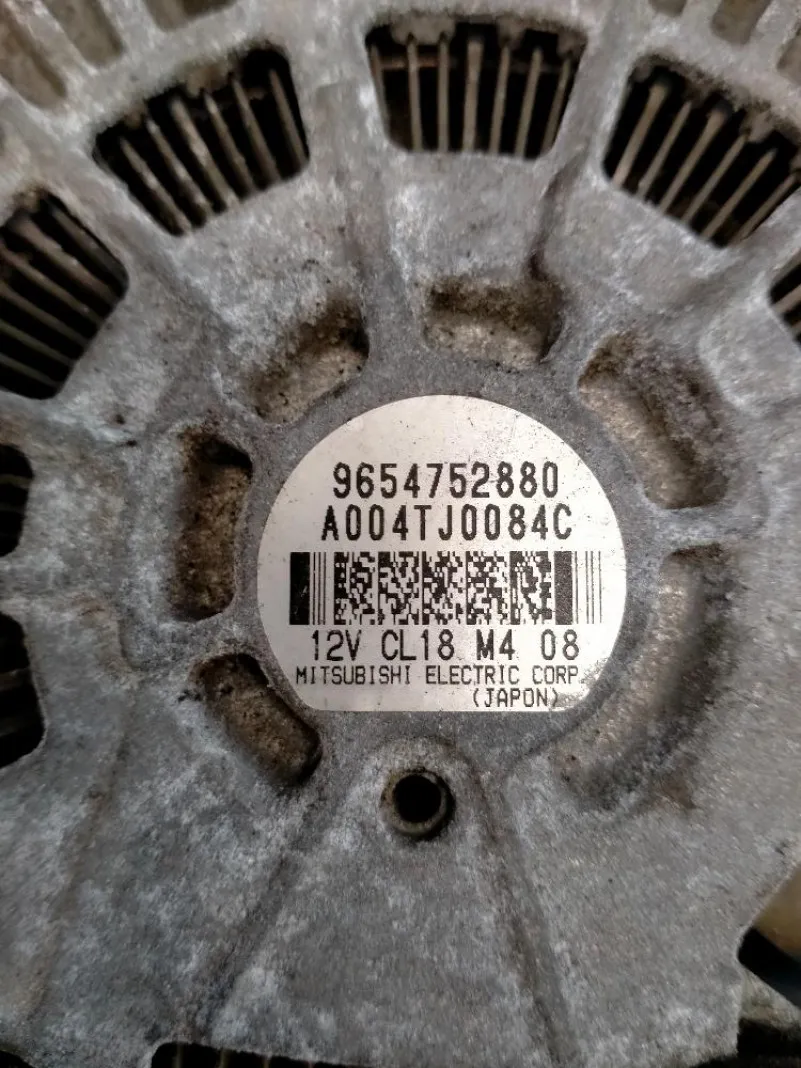 9654752880
A004TJ0084C
12V CL18 M4 08
MITSUBISHI ELECTRIC CORP.
(JAPON)